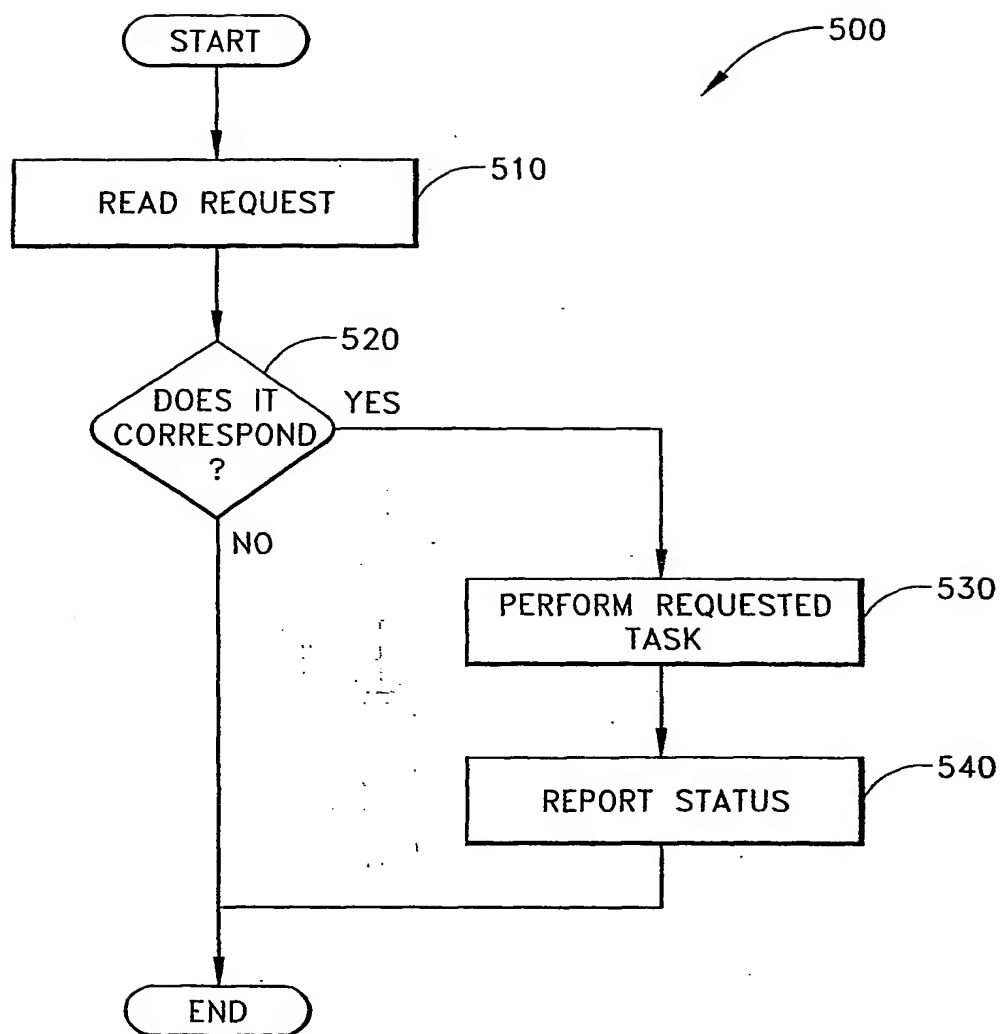 START
500
READ REQUEST
510
520
DOES IT
CORRESPOND
?
YES
NO
PERFORM REQUESTED
TASK
530
REPORT STATUS
540
END